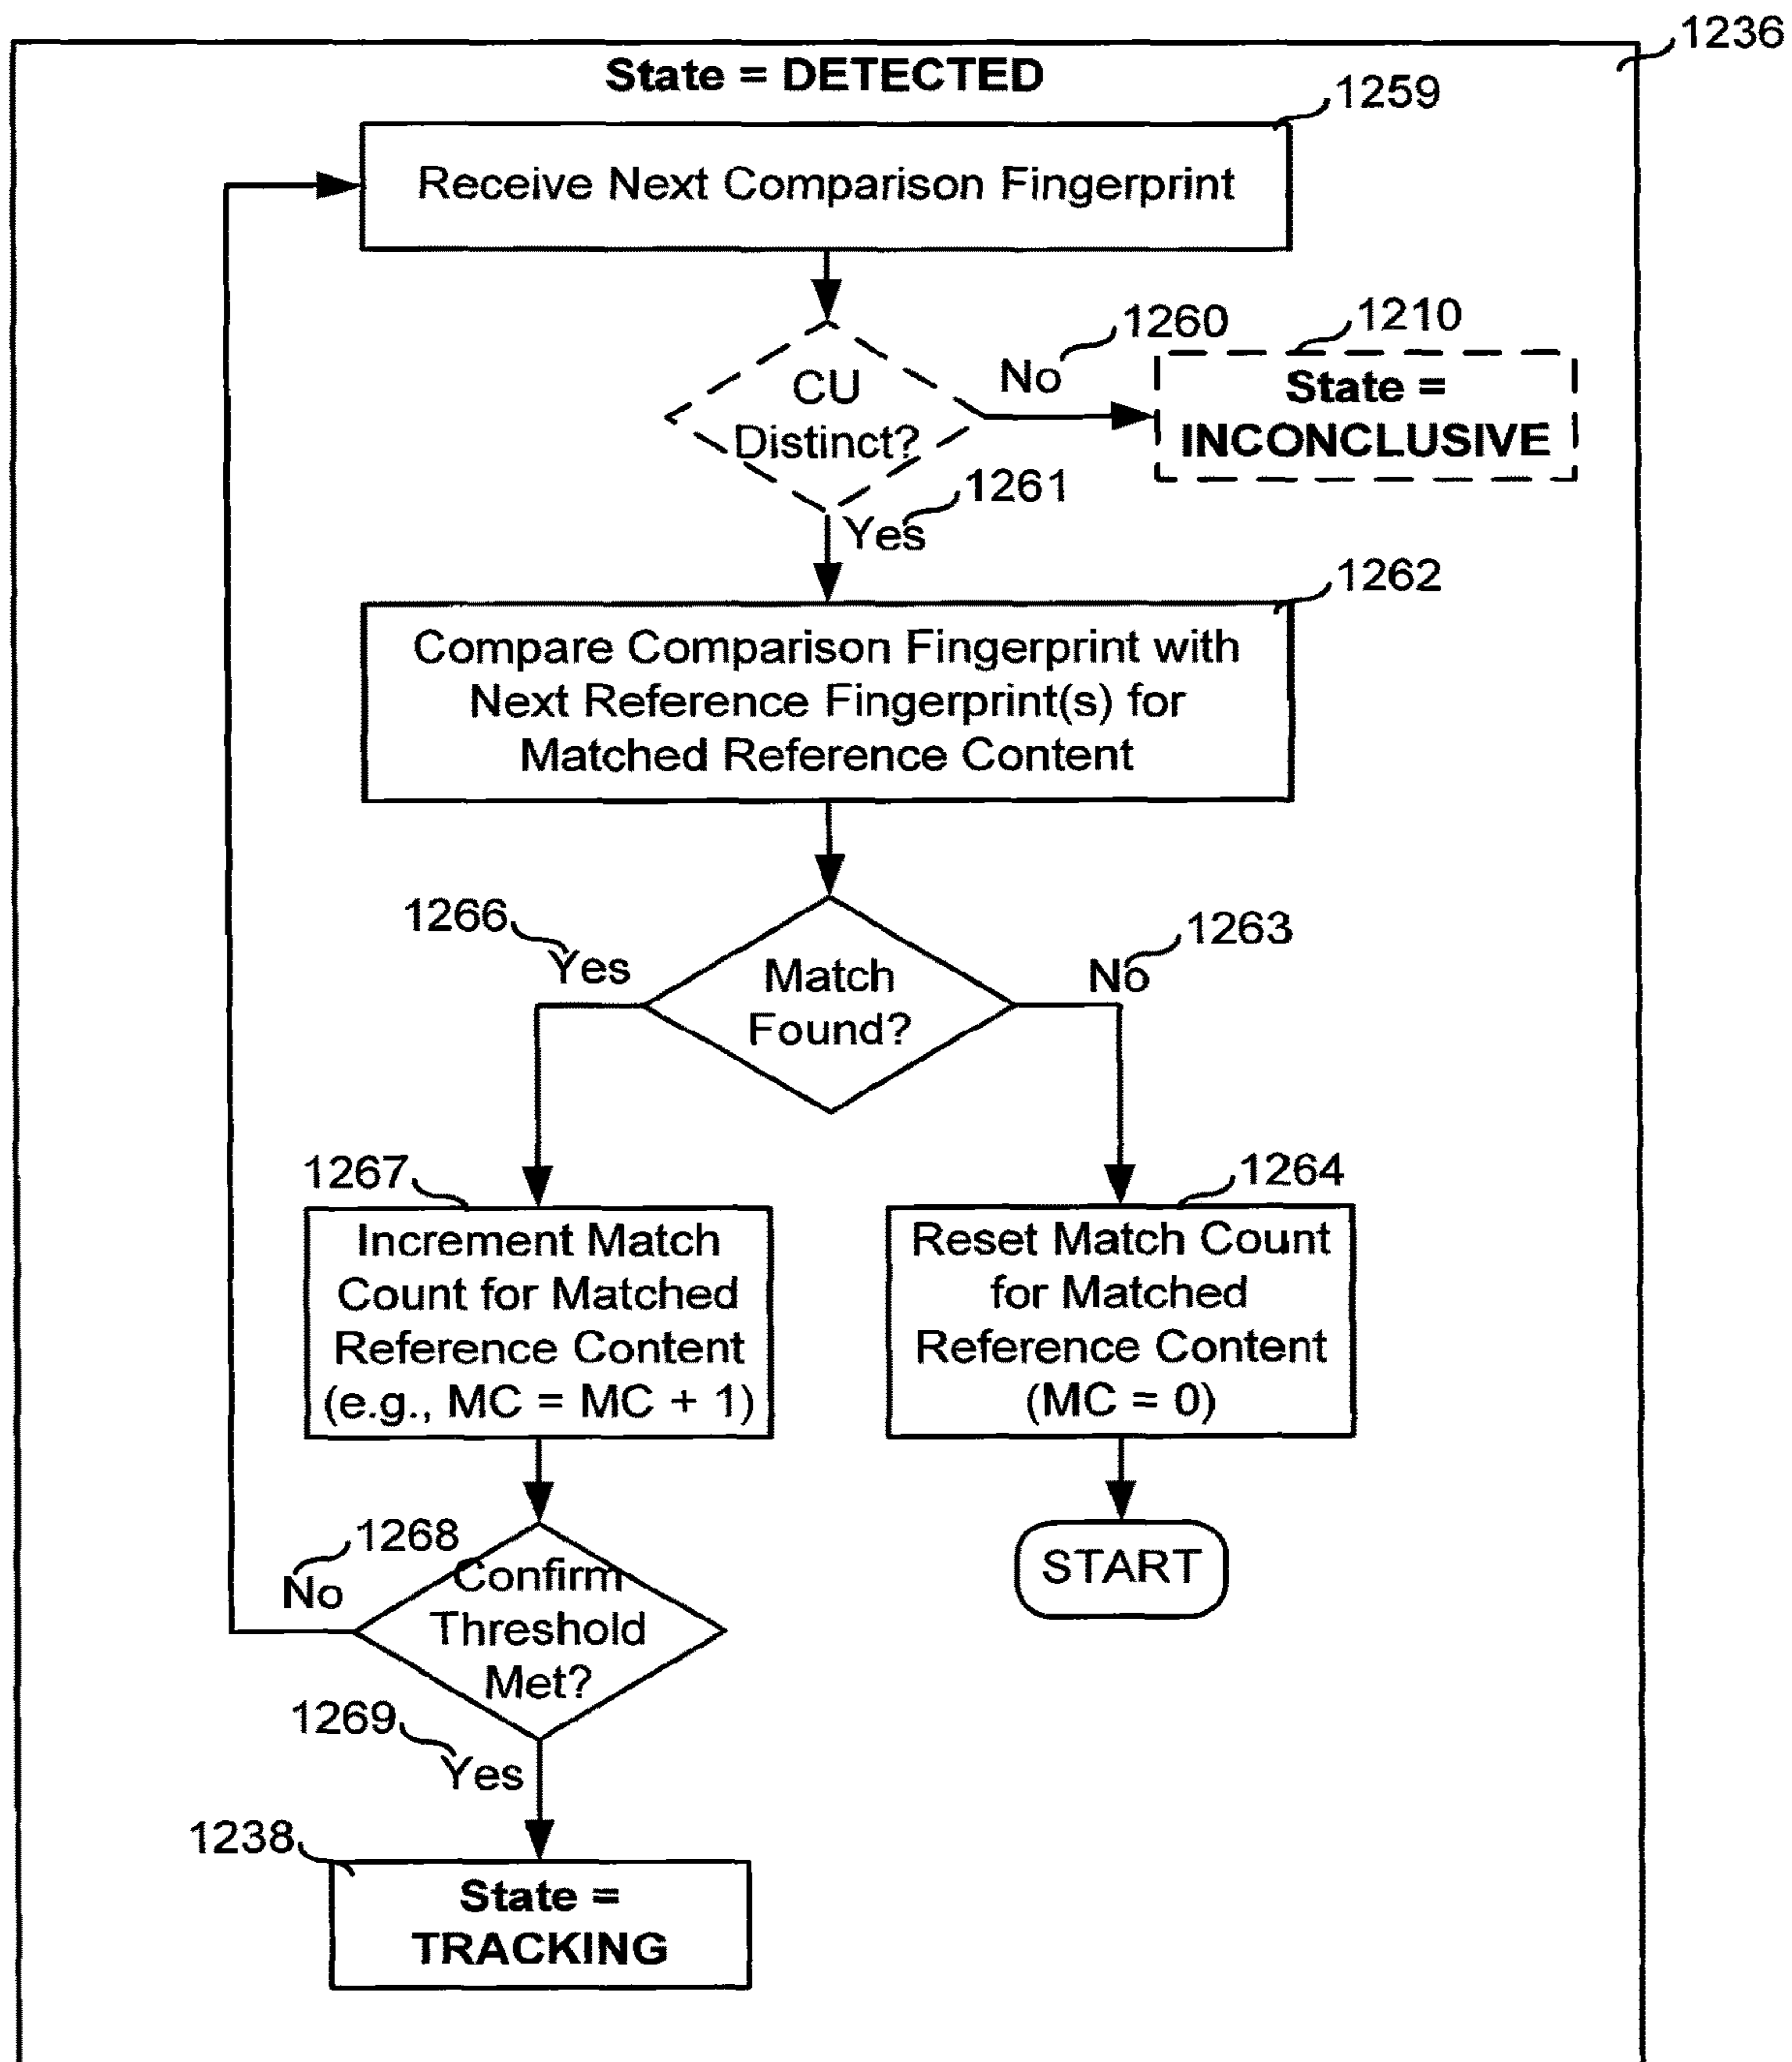 1236
State = DETECTED
1259
Receive Next Comparison Fingerprint
1260
1210
No
CU
Distinct?
State =
INCONCLUSIVE
1261
Yes
1262
Compare Comparison Fingerprint with
Next Reference Fingerprint(s) for
Matched Reference Content
1266
Yes
1263
No
Match
Found?
1267
Increment Match
Count for Matched
Reference Content
(e.g., MC = MC + 1)
1264
Reset Match Count
for Matched
Reference Content
(MC = 0)
START
1268
No
Confirm
Threshold
Met?
1269
Yes
1238
State =
TRACKING